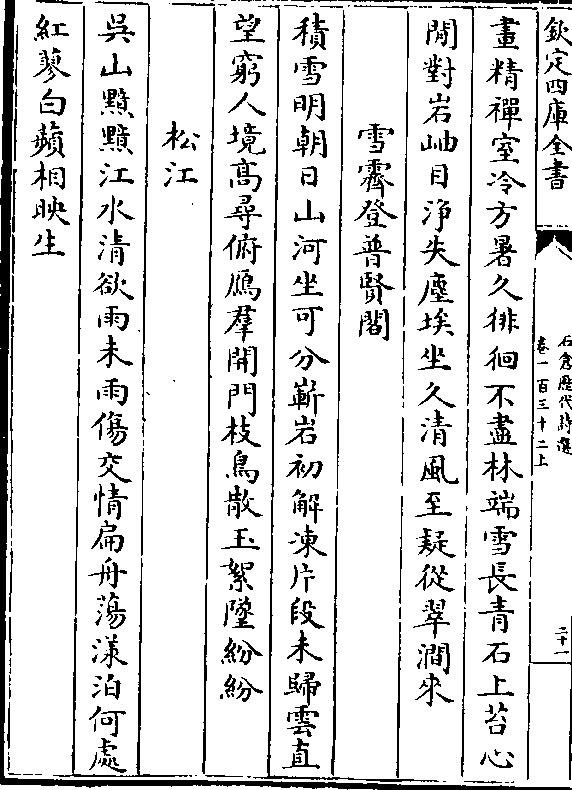 欽定四庫全書
石倉歷代詩選
卷一百三十二上
二十一
畫精禪室冷方暑久徘徊不盡林端雪長青石上苔心
閒對岩岫目淨失塵埃坐久清風至疑從翠澗來
雪霽登普賢閣
積雪明朝日山河坐可分嶄岩初解凍片段未歸雲直
望窮人境高尋俯鴈羣開門枝鳥散玉絮墮紛紛
松江
吳山黯黯江水清欲雨未雨傷交情扁舟蕩漾泊何處
紅蓼白蘋相映生